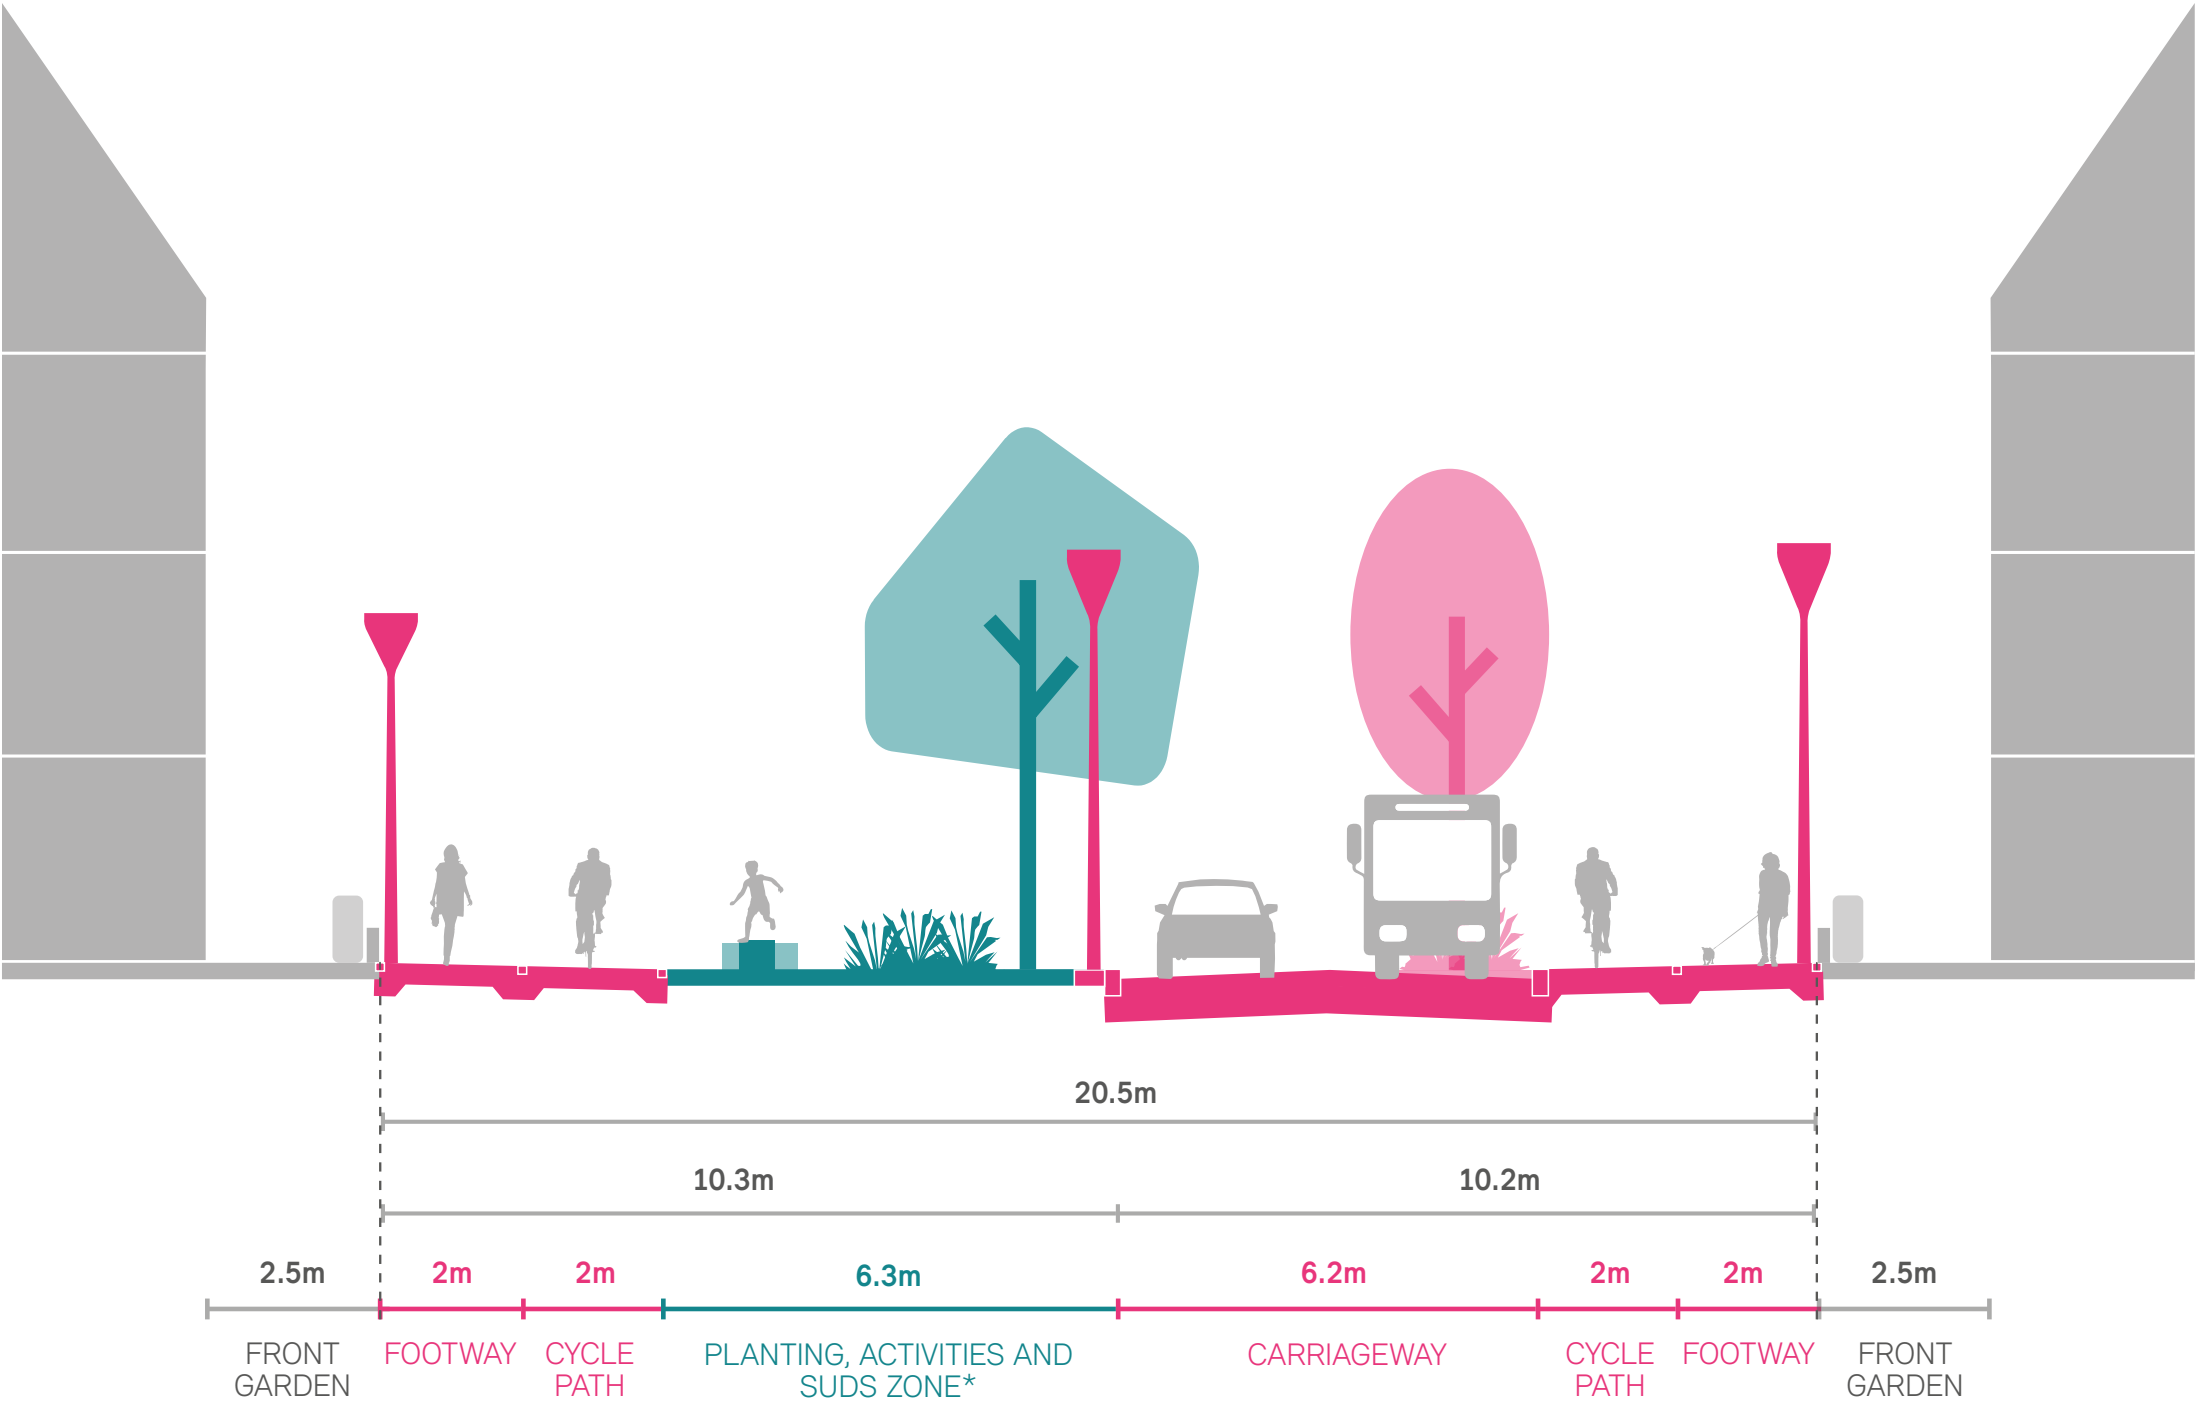 20.5m
10.3m
10.2m
2.5m
2m
2m
6.3m
6.2m
2m
2m
2.5m
FRONT
GARDEN
FOOTWAY
CYCLE
PATH
PLANTING, ACTIVITIES AND
SUDS ZONE*
CARRIAGEWAY
CYCLE
PATH
FOOTWAY
FRONT
GARDEN